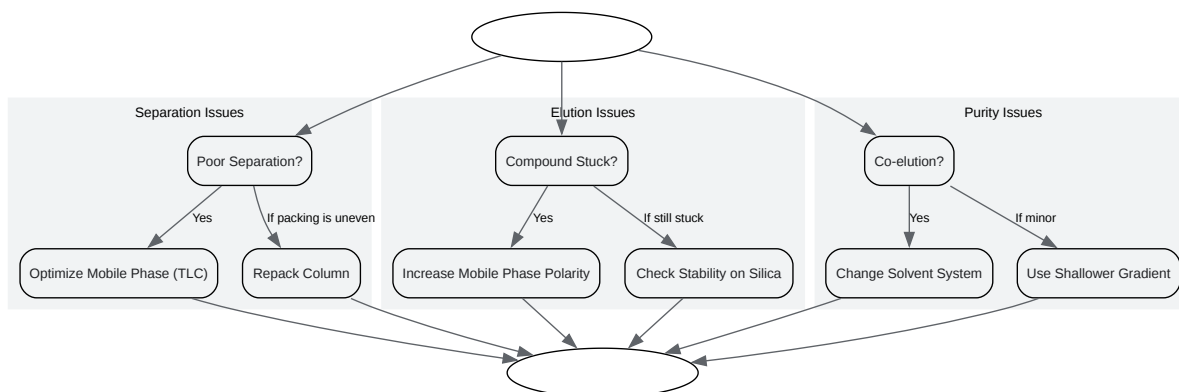 Separation Issues
Elution Issues
Purity Issues
Poor Separation?
Compound Stuck?
Co-elution?
Yes
If packing is uneven
Yes
If still stuck
Yes
If minor
Optimize Mobile Phase (TLC)
Repack Column
Increase Mobile Phase Polarity
Check Stability on Silica
Change Solvent System
Use Shallower Gradient